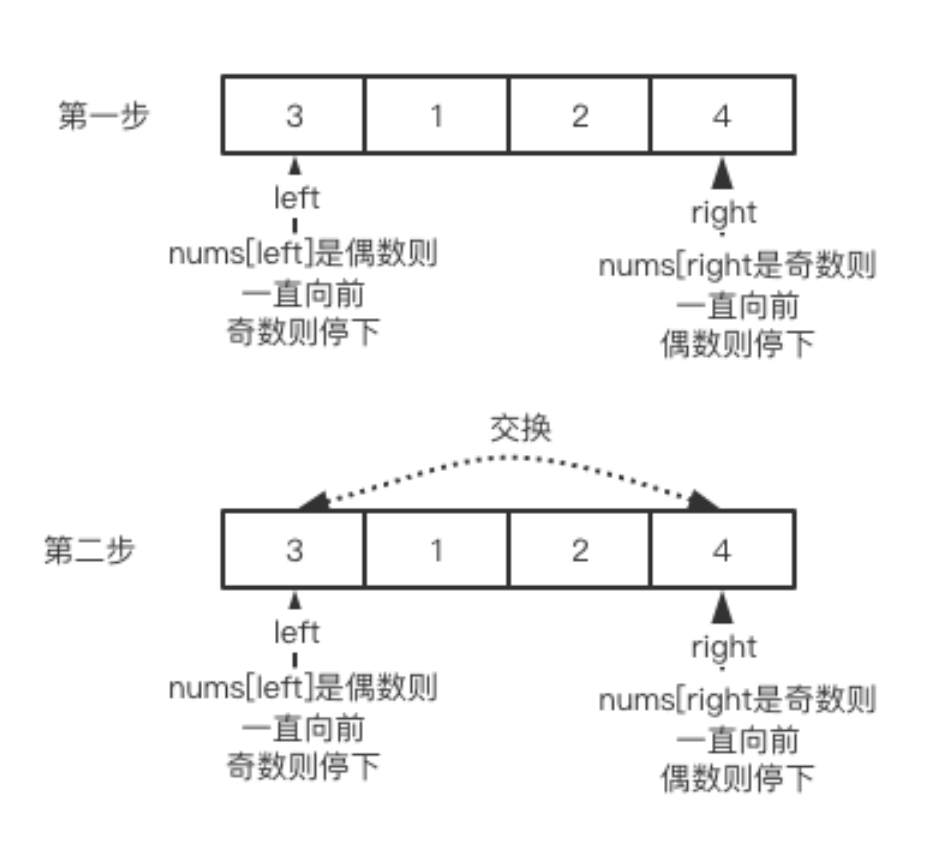 第一步
3 1 2 4
left
right
nums[left]是偶数则
一直向前
奇数则停下
nums[right是奇数则
一直向前
偶数则停下
交换
第二步
3 1 2 4
left
right
nums[left]是偶数则
一直向前
奇数则停下
nums[right是奇数则
一直向前
偶数则停下